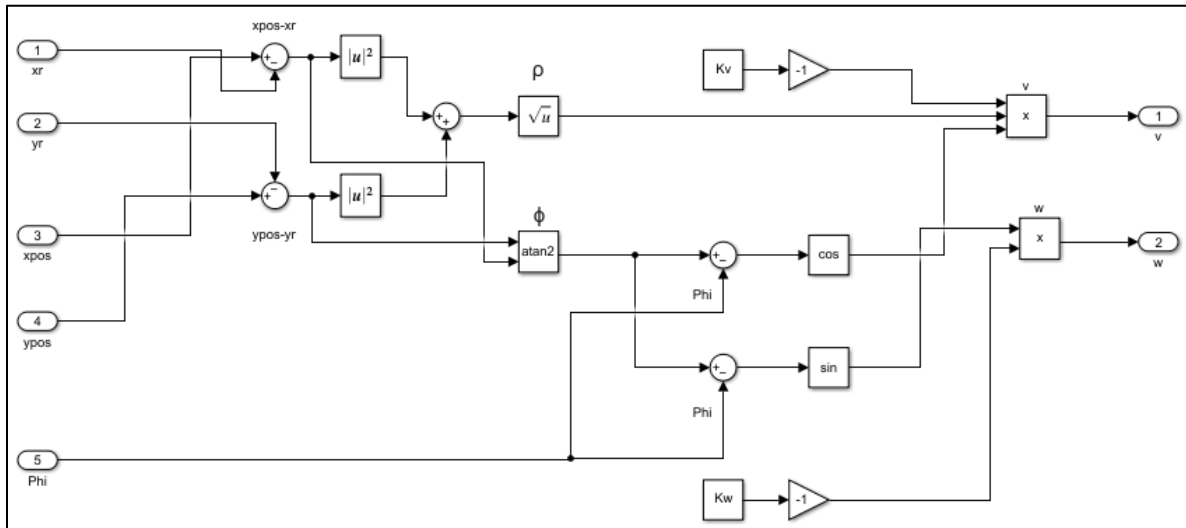 xpos-xr
1
xr
+
−
|u|²
Kv
-1
ρ
v
2
yr
+
+
√u
x
1
v
−
+
|u|²
ypos-yr
ϕ
w
3
xpos
atan2
+
−
cos
x
2
w
Phi
4
ypos
+
−
sin
Phi
5
Phi
Kw
-1